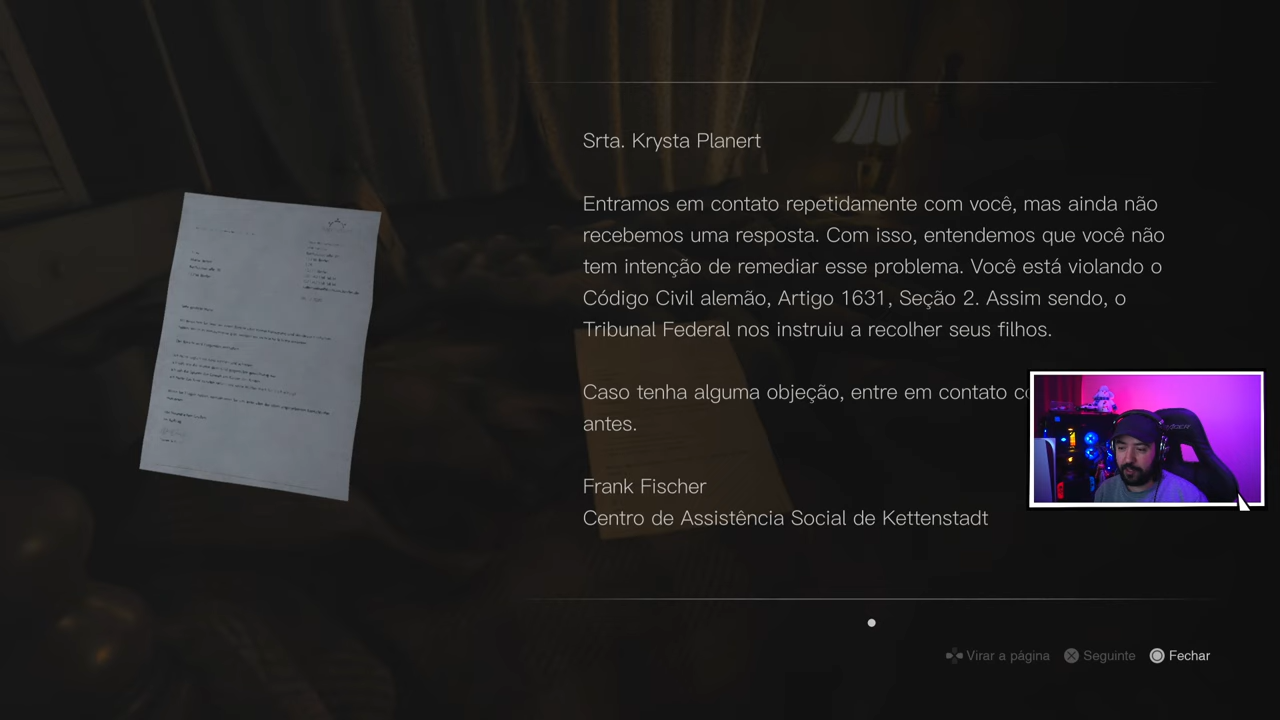 Srta. Krysta Planert
Entramos em contato repetidamente com você, mas ainda não
recebemos uma resposta. Com isso, entendemos que você não
tem intenção de remediar esse problema. Você está violando o
Código Civil alemão, Artigo 1631, Seção 2. Assim sendo, o
Tribunal Federal nos instruiu a recolher seus filhos.
Caso tenha alguma objeção, entre em contato
antes.
Frank Fischer
Centro de Assistência Social de Kettenstadt
Virar a página Seguinte Fechar